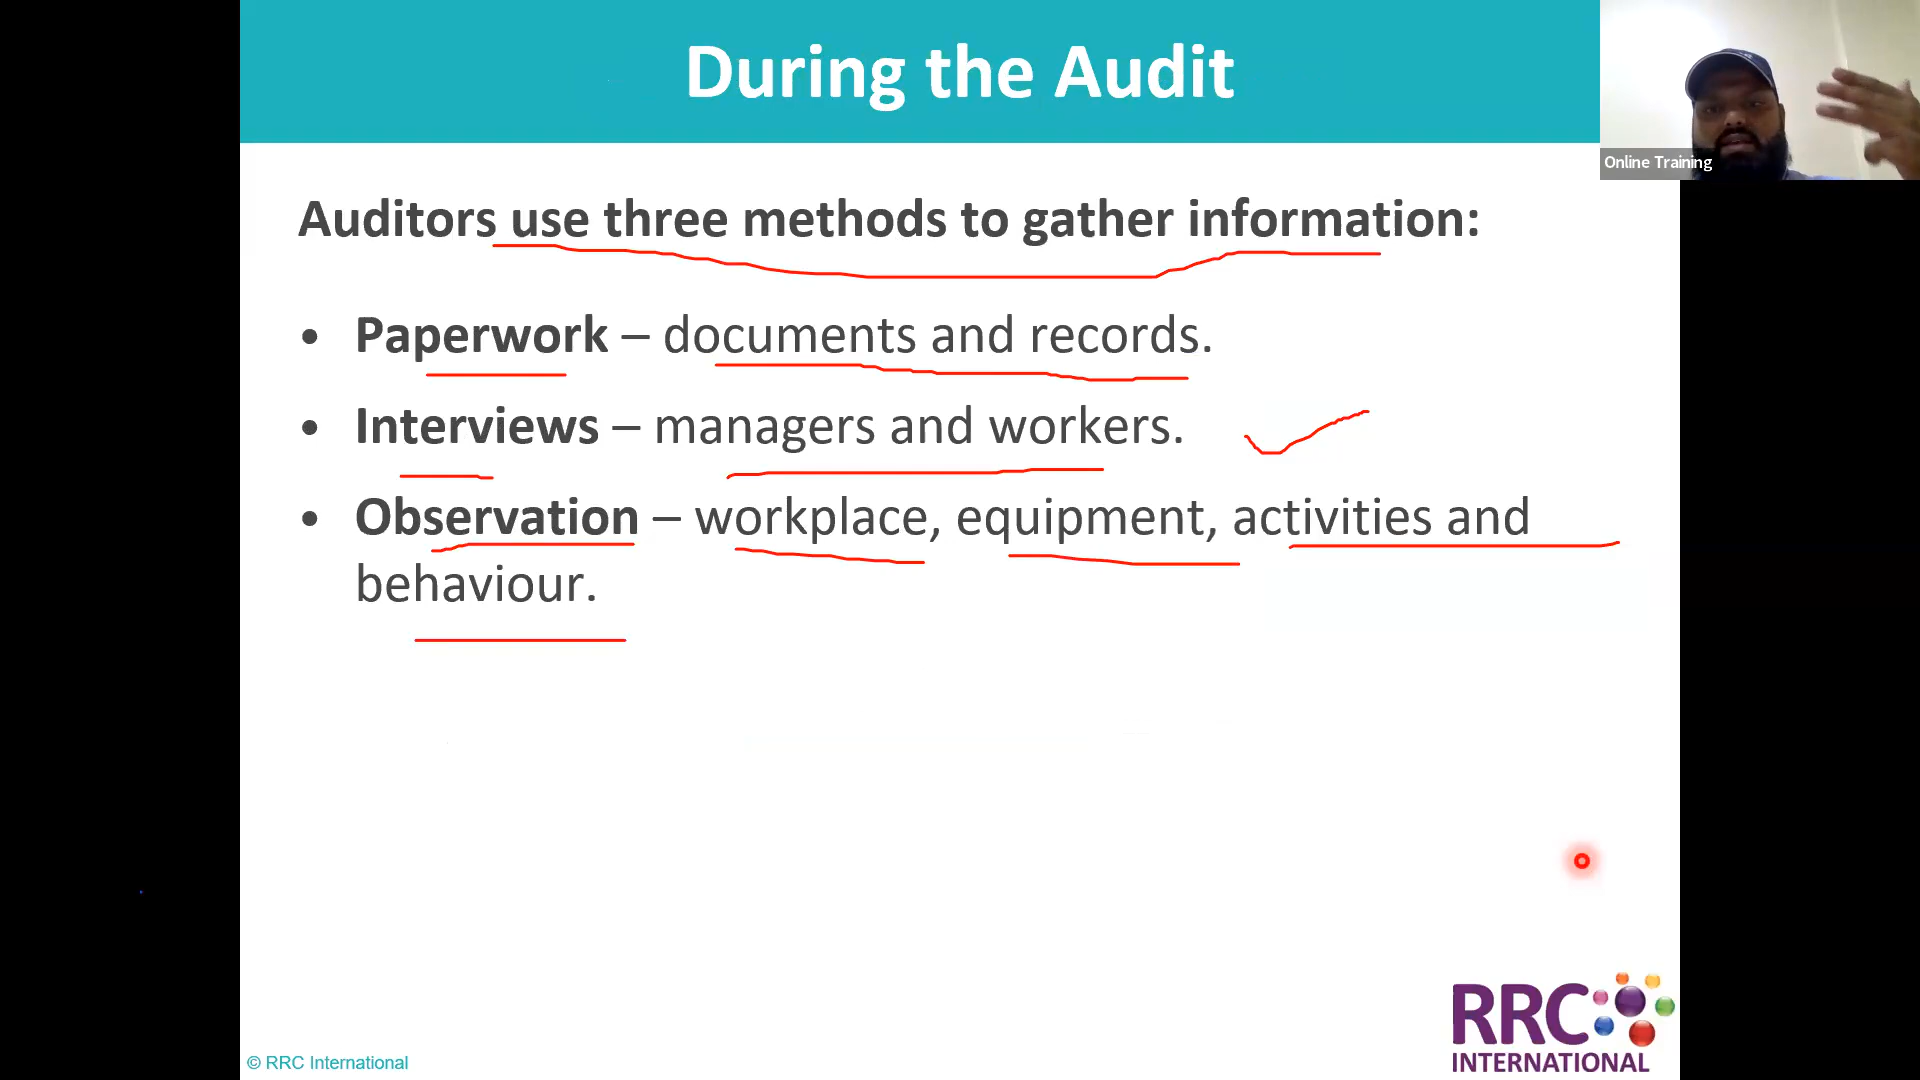 During the Audit
Online Training
Auditors use three methods to gather information:
• Paperwork – documents and records.
• Interviews – managers and workers.
• Observation – workplace, equipment, activities and
behaviour.
RRC
INTERNATIONAL
© RRC International